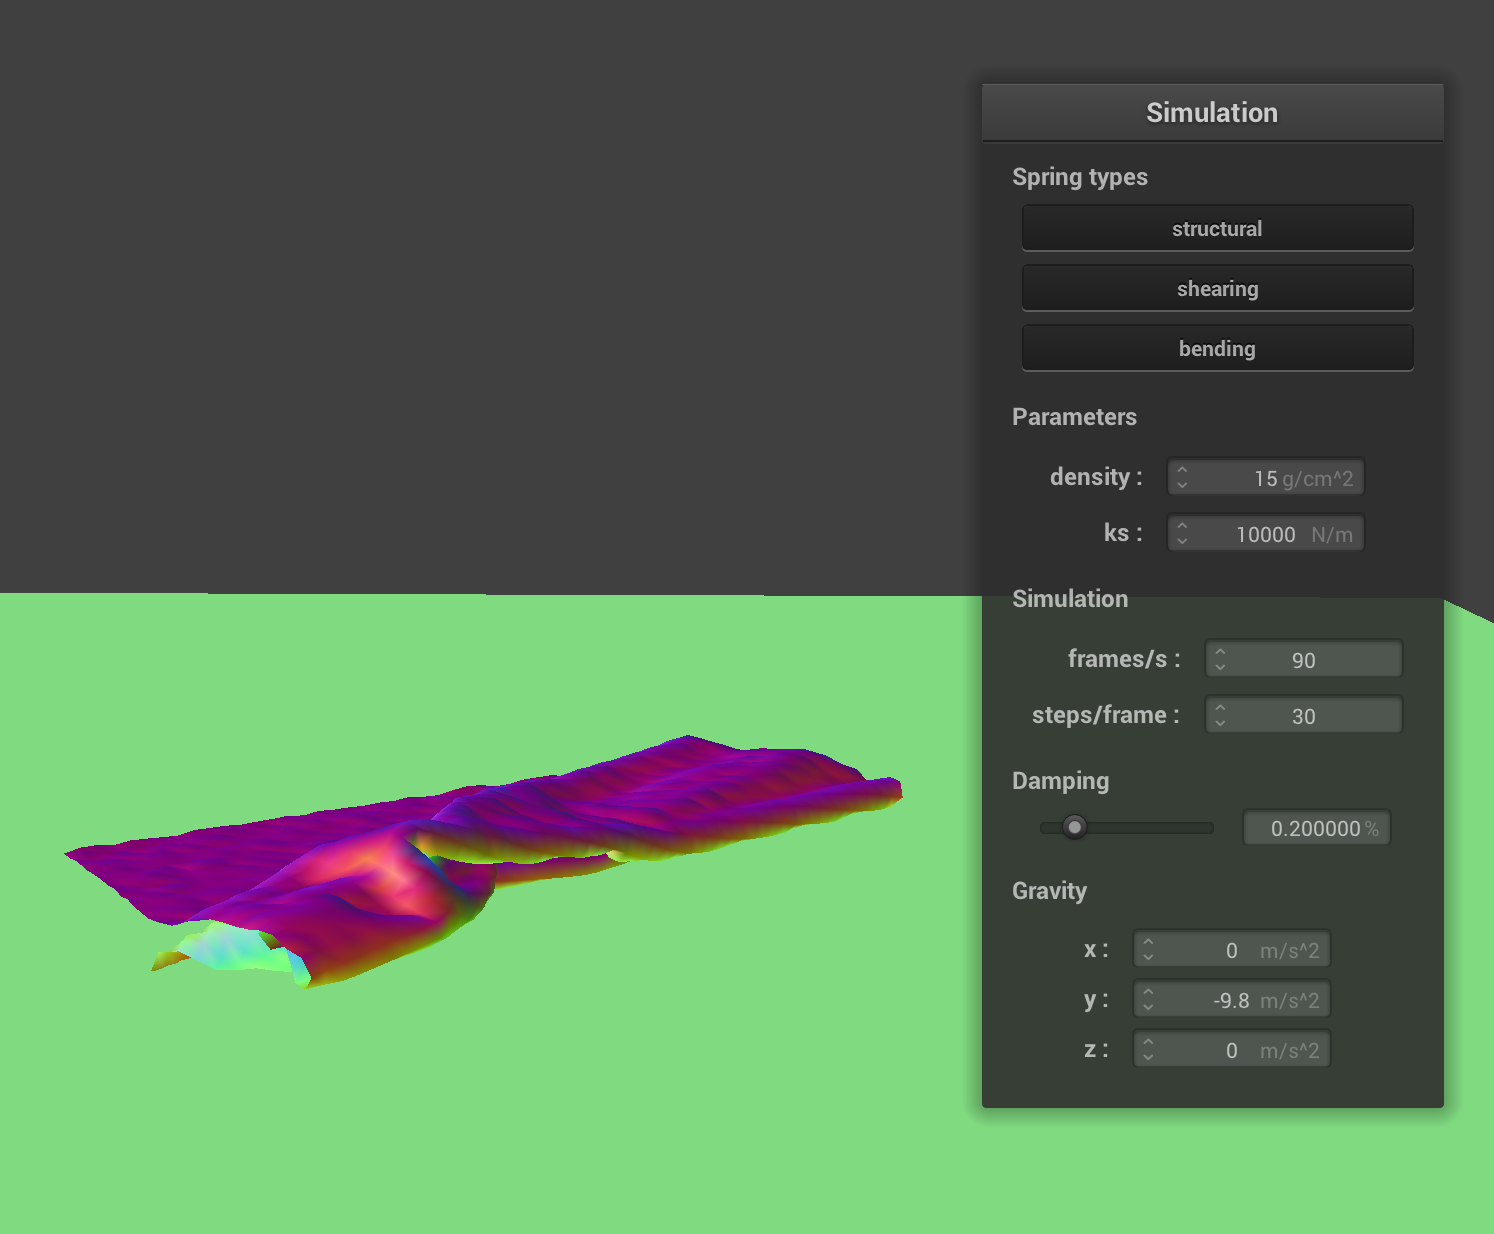 Simulation
Spring types
structural
shearing
bending
Parameters
density : 15 g/cm^2
ks : 10000 N/m
Simulation
frames/s : 90
steps/frame : 30
Damping
0.200000 %
Gravity
x : 0 m/s^2
y : -9.8 m/s^2
z : 0 m/s^2